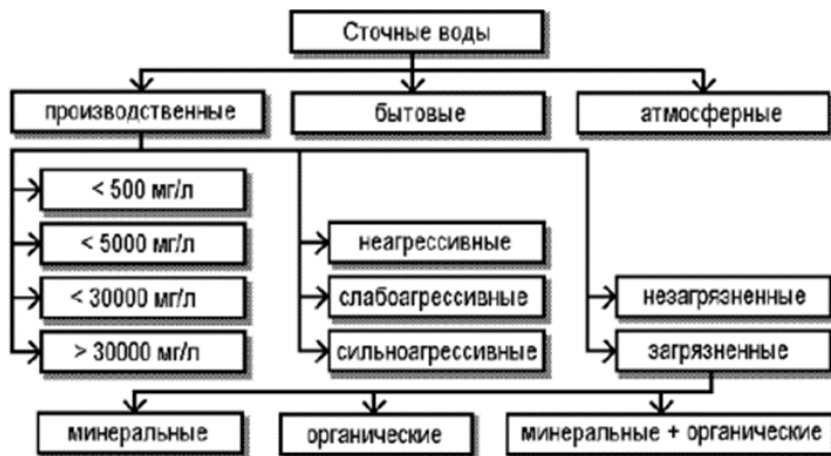 Сточные воды
производственные
бытовые
атмосферные
< 500 мг/л
< 5000 мг/л
< 30000 мг/л
> 30000 мг/л
неагрессивные
слабоагрессивные
сильноагрессивные
незагрязненные
загрязненные
минеральные
органические
минеральные + органические